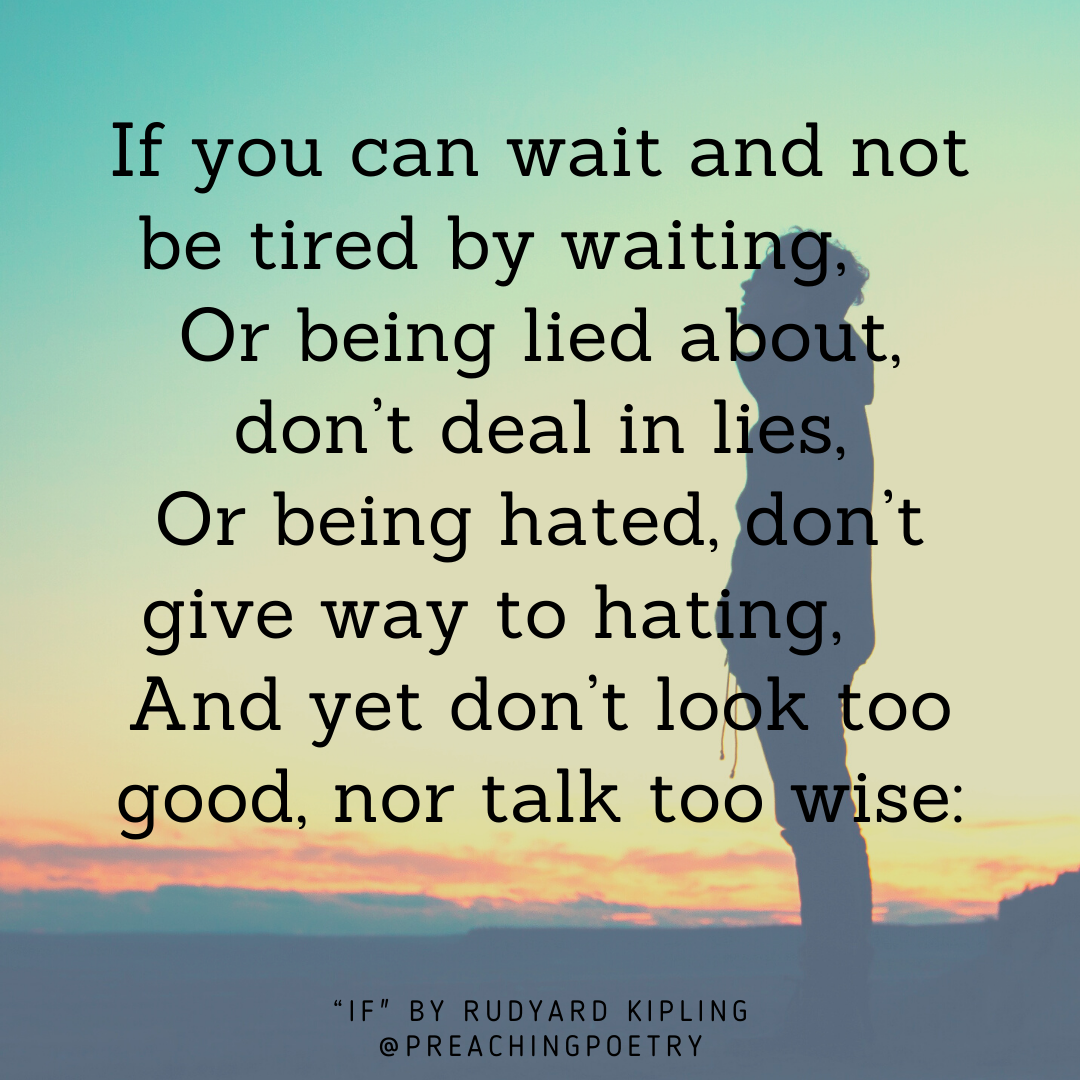 If you can wait and not
be tired by waiting,
Or being lied about,
don’t deal in lies,
Or being hated, don’t
give way to hating,
And yet don’t look too
good, nor talk too wise:
“IF” BY RUDYARD KIPLING
@PREACHINGPOETRY